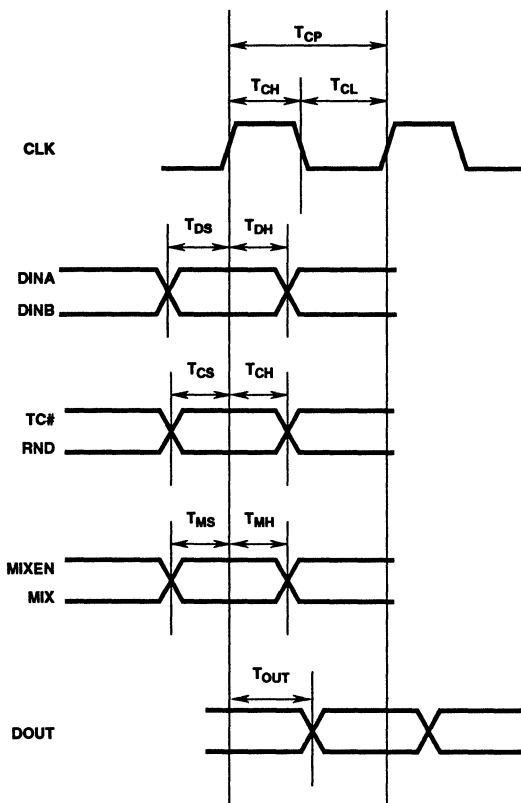 TCP
TCH TCL
CLK
TDS TDH
DINA
DINB
TCS TCH
TC#
RND
TMS TMH
MIXEN
MIX
TOUT
DOUT